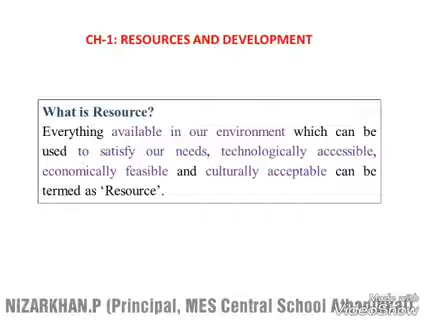 CH-1: RESOURCES AND DEVELOPMENT
What is Resource?
Everything available in our environment which can be
used to satisfy our needs, technologically accessible,
economically feasible and culturally acceptable can be
termed as ‘Resource’.
Made with
NIZARKHAN.P (Principal, MES Central School
VideoShow